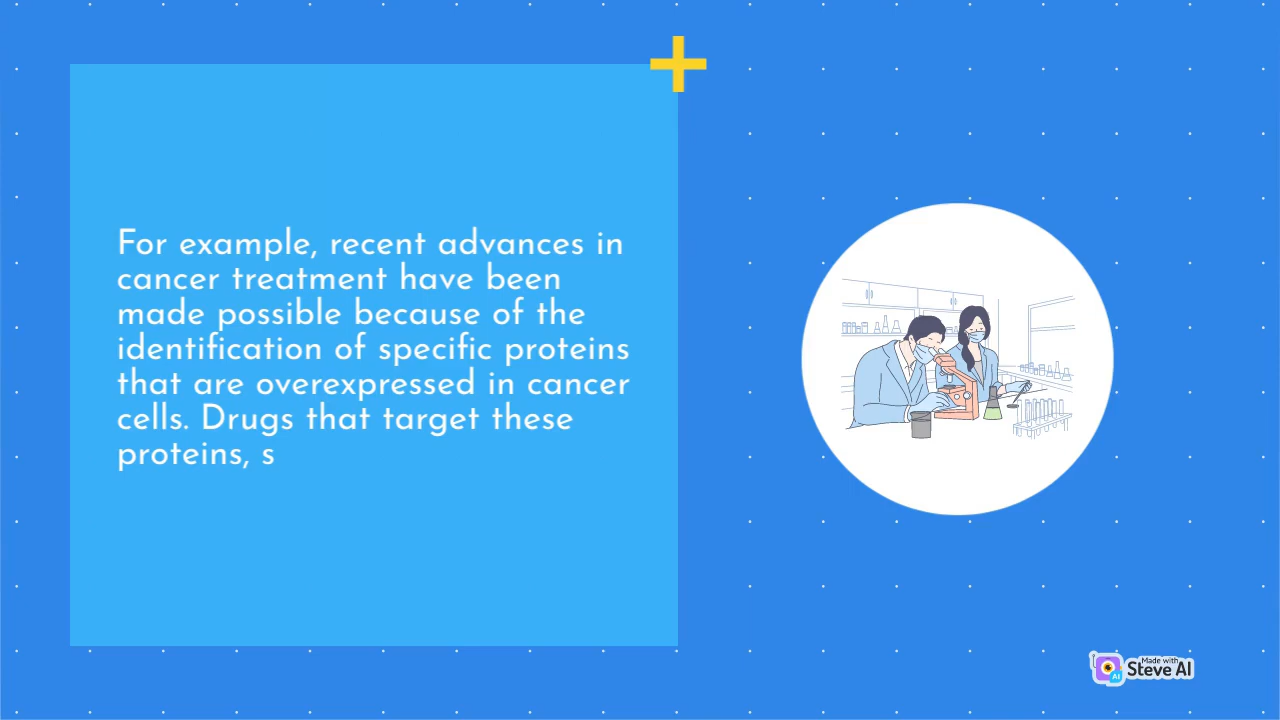 For example, recent advances in
cancer treatment have been
made possible because of the
identification of specific proteins
that are overexpressed in cancer
cells. Drugs that target these
proteins, s
Made with
Steve AI
AI